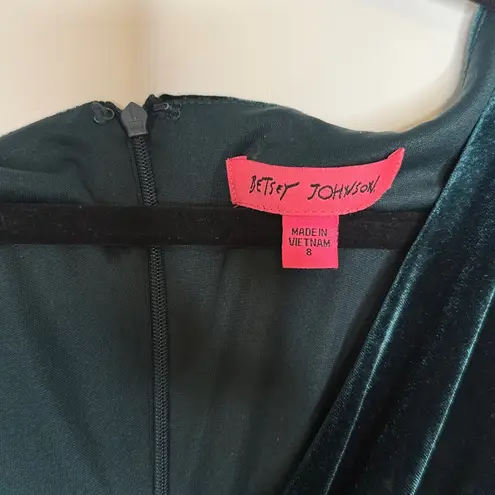 BETSEY JOHNSON.
MADE IN
VIETNAM
8